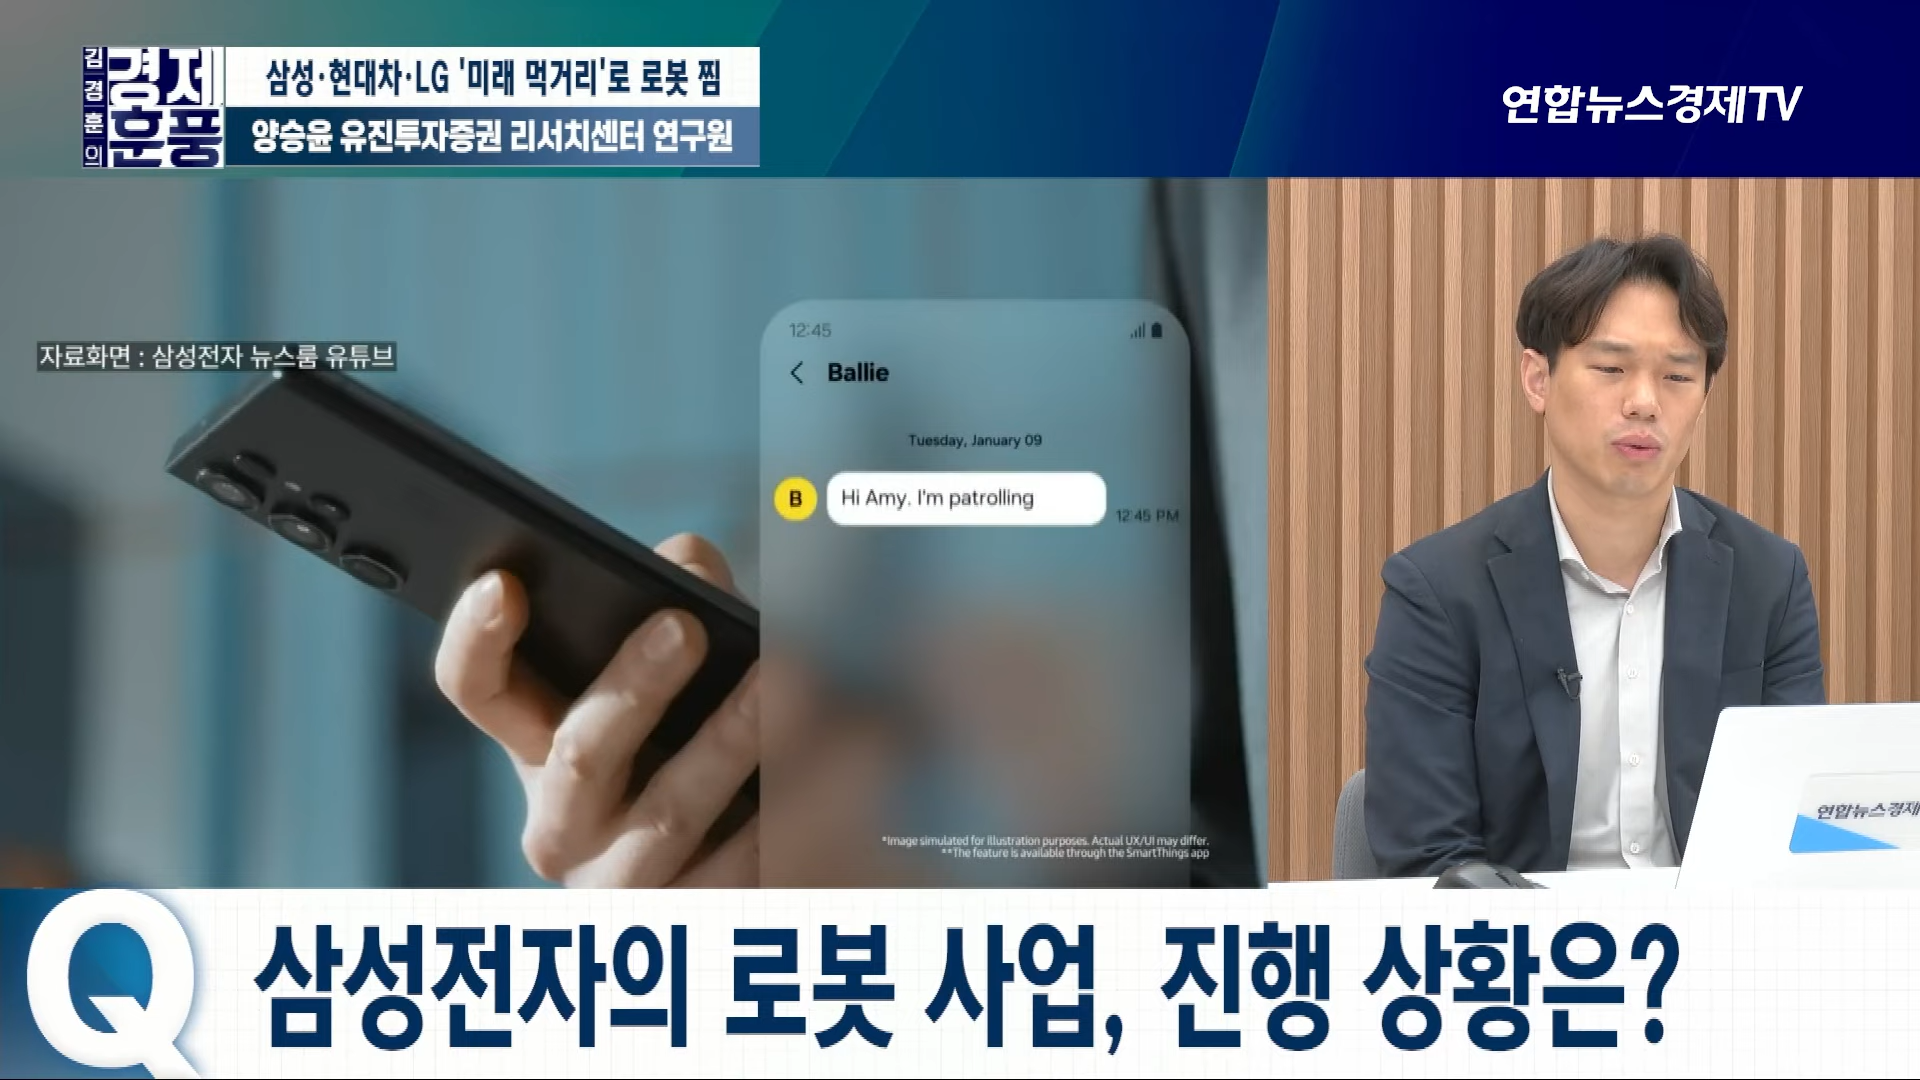 김경훈의
경제
훈풍
삼성·현대차·LG '미래 먹거리'로 로봇 찜
양승윤 유진투자증권 리서치센터 연구원
연합뉴스경제TV
자료화면 : 삼성전자 뉴스룸 유튜브
12:45
Ballie
Tuesday, January 09
B
Hi Amy. I'm patrolling
12:45 PM
*Image simulated for illustration purposes. Actual UX/UI may differ.
**The feature is available through the SmartThings app
연합뉴스경제
Q 삼성전자의 로봇 사업, 진행 상황은?